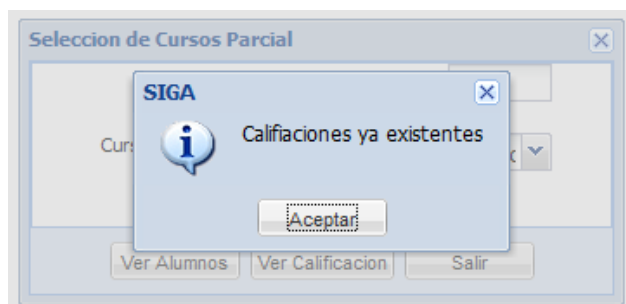 Seleccion de Cursos Parcial
SIGA
Califiaciones ya existentes
Aceptar
Ver Alumnos
Ver Calificacion
Salir